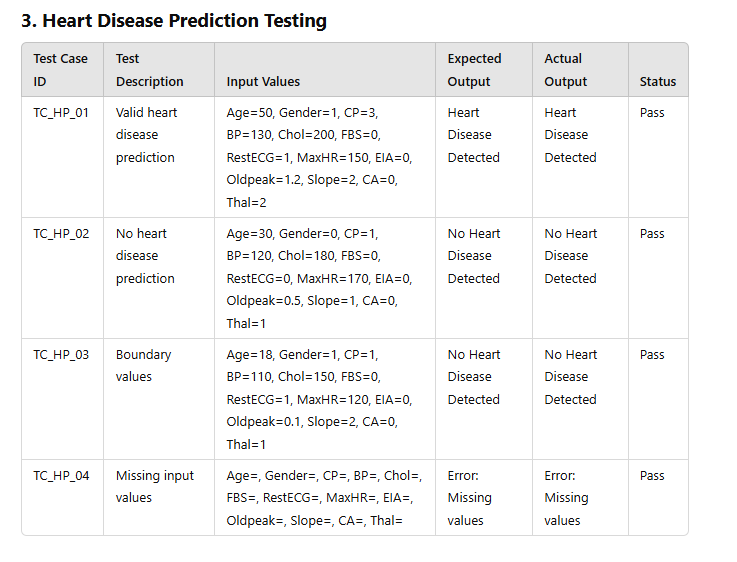 3. Heart Disease Prediction Testing
Test Case ID
Test Description
Input Values
Expected Output
Actual Output
Status
TC_HP_01
Valid heart
disease
prediction
Age=50, Gender=1, CP=3,
BP=130, Chol=200, FBS=0,
RestECG=1, MaxHR=150, EIA=0,
Oldpeak=1.2, Slope=2, CA=0,
Thal=2
Heart
Disease
Detected
Heart
Disease
Detected
Pass
TC_HP_02
No heart
disease
prediction
Age=30, Gender=0, CP=1,
BP=120, Chol=180, FBS=0,
RestECG=0, MaxHR=170, EIA=0,
Oldpeak=0.5, Slope=1, CA=0,
Thal=1
No Heart
Disease
Detected
No Heart
Disease
Detected
Pass
TC_HP_03
Boundary
values
Age=18, Gender=1, CP=1,
BP=110, Chol=150, FBS=0,
RestECG=1, MaxHR=120, EIA=0,
Oldpeak=0.1, Slope=2, CA=0,
Thal=1
No Heart
Disease
Detected
No Heart
Disease
Detected
Pass
TC_HP_04
Missing input
values
Age=, Gender=, CP=, BP=, Chol=,
FBS=, RestECG=, MaxHR=, EIA=,
Oldpeak=, Slope=, CA=, Thal=
Error:
Missing
values
Error:
Missing
values
Pass